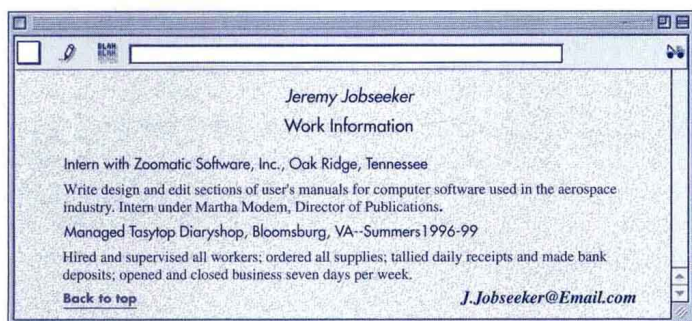 BLAH
BLAH
Jeremy Jobseeker
Work Information
Intern with Zoomatic Software, Inc., Oak Ridge, Tennessee
Write design and edit sections of user's manuals for computer software used in the aerospace
industry. Intern under Martha Modem, Director of Publications.
Managed Tasytop Diaryshop, Bloomsburg, VA--Summers1996-99
Hired and supervised all workers; ordered all supplies; tallied daily receipts and made bank
deposits; opened and closed business seven days per week.
Back to top
J.Jobseeker@Email.com